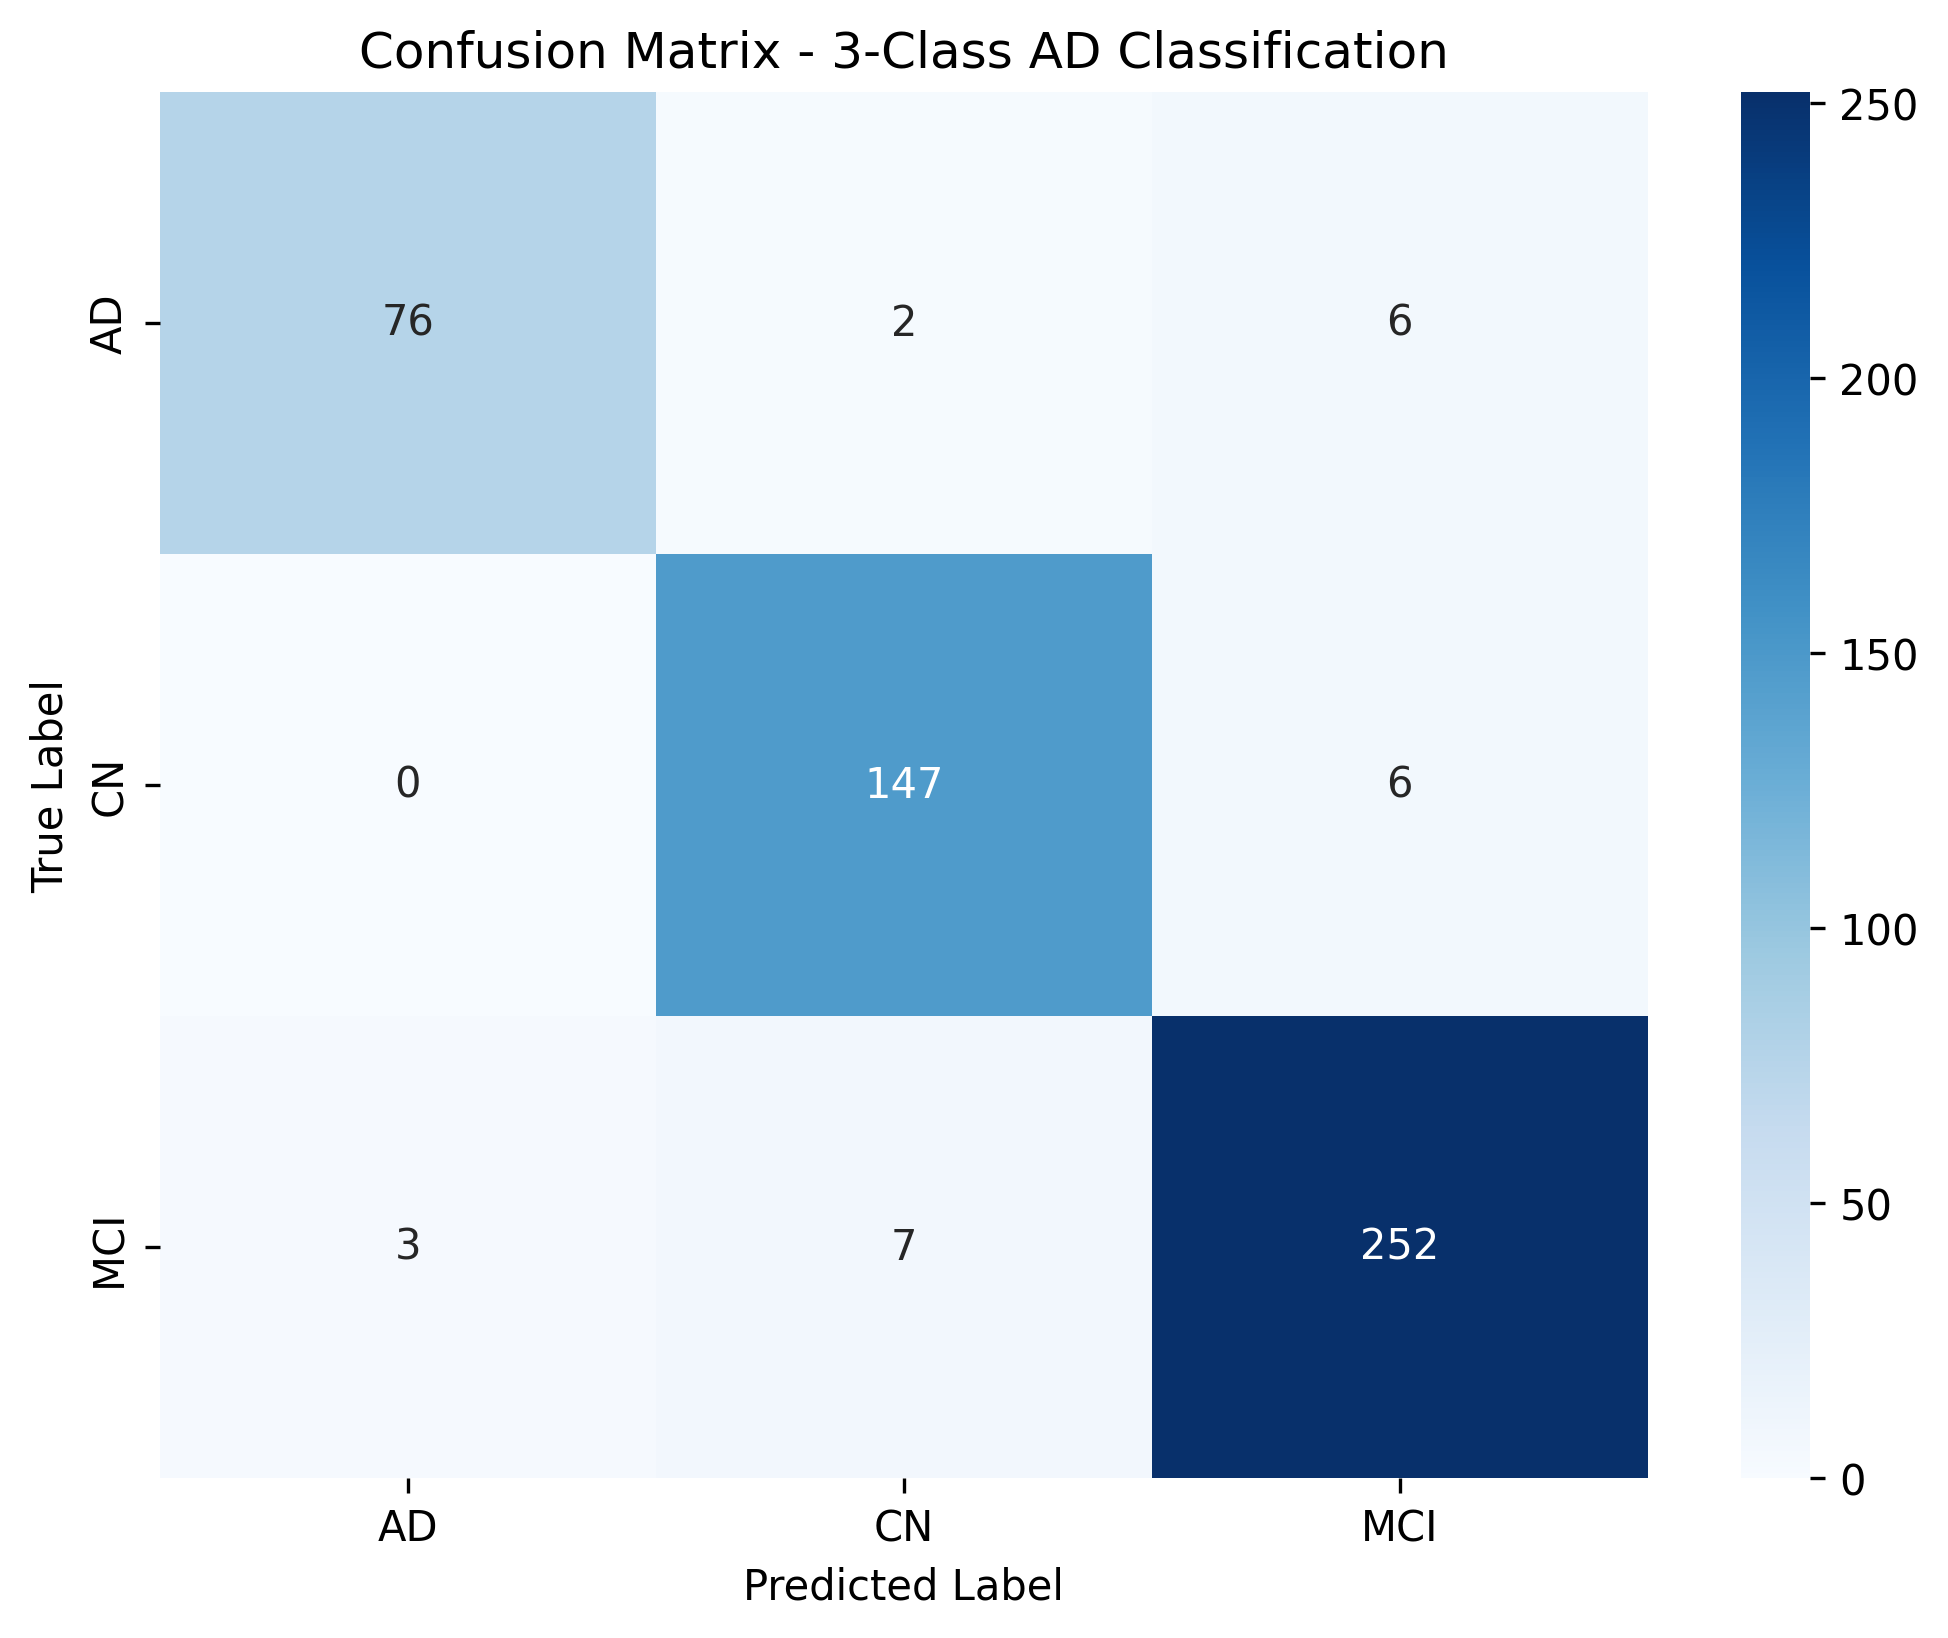 Confusion Matrix - 3-Class AD Classification
True Label
AD
76
2
6
CN
0
147
6
MCI
3
7
252
AD
CN
MCI
Predicted Label
250
200
150
100
50
0